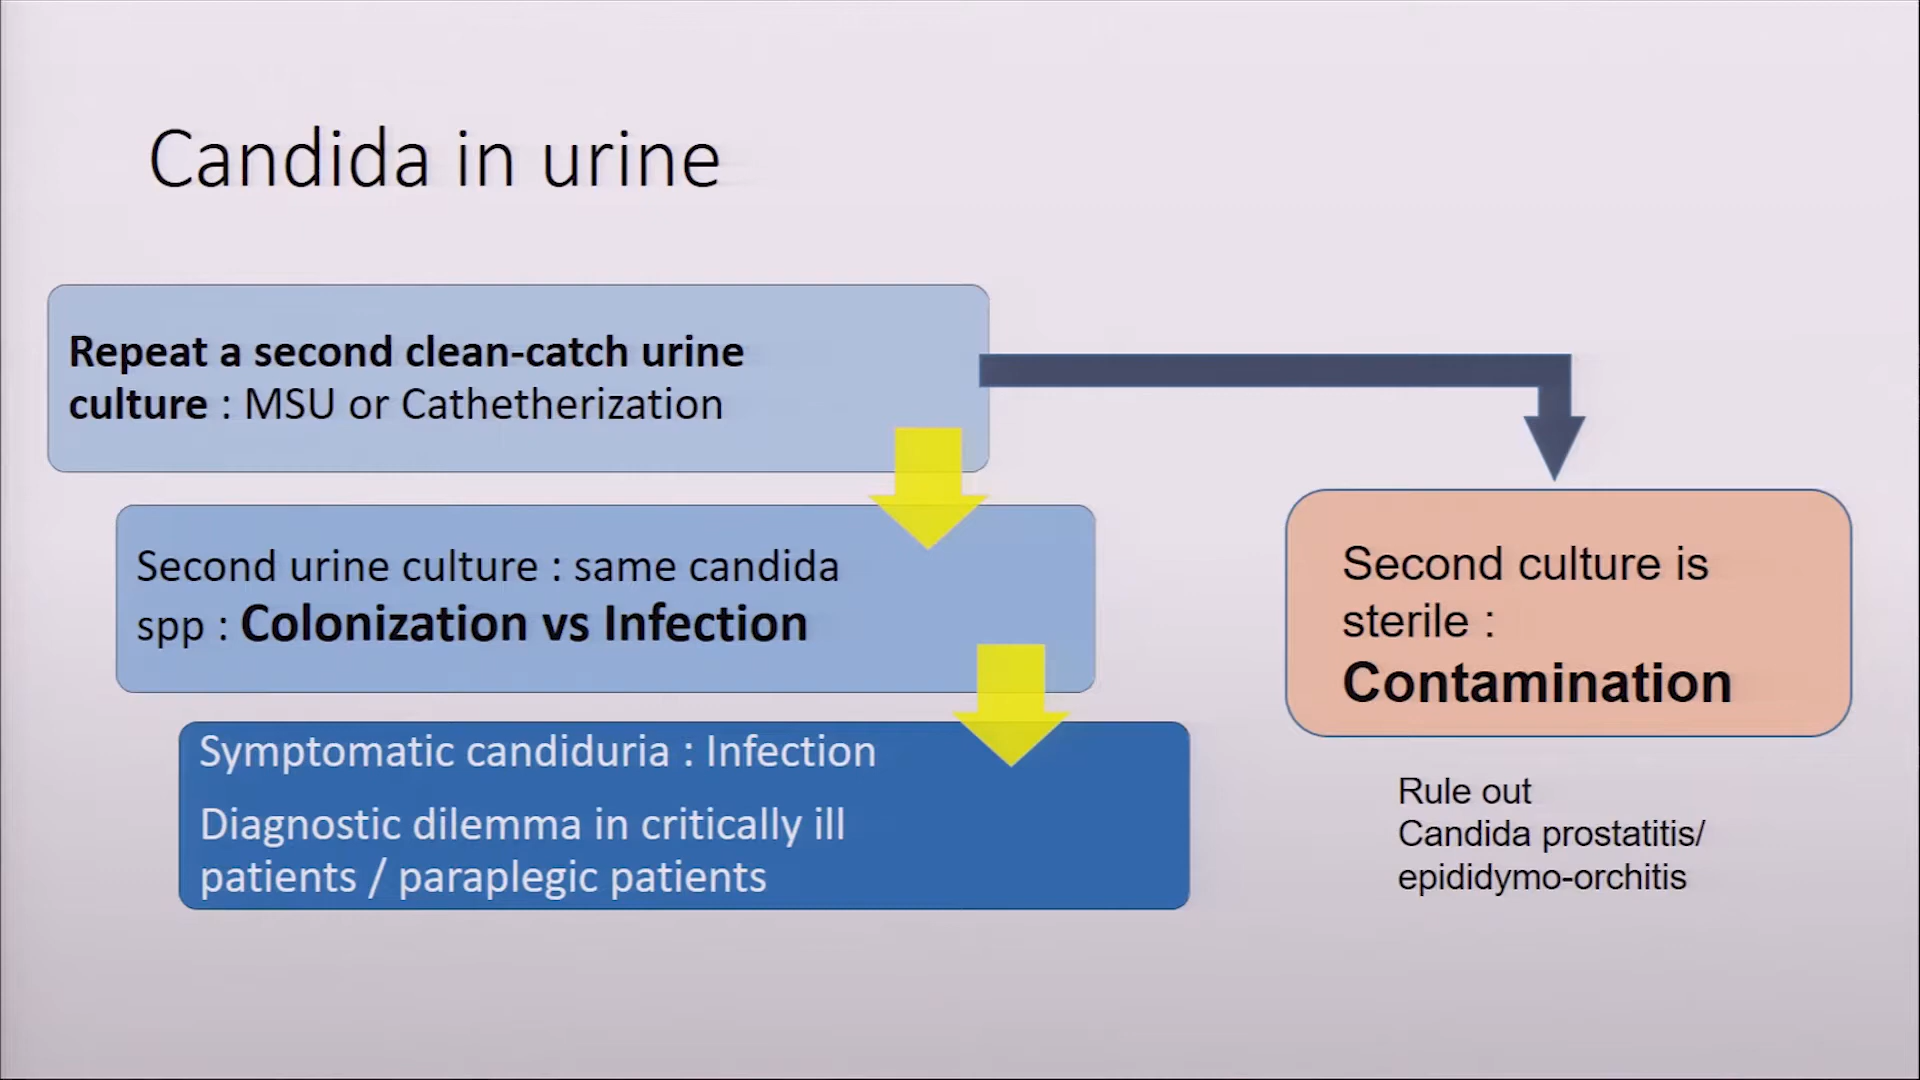 Candida in urine
Repeat a second clean-catch urine
culture : MSU or Cathetherization
Second urine culture : same candida
spp : Colonization vs Infection
Symptomatic candiduria : Infection
Diagnostic dilemma in critically ill
patients / paraplegic patients
Second culture is
sterile :
Contamination
Rule out
Candida prostatitis/
epididymo-orchitis